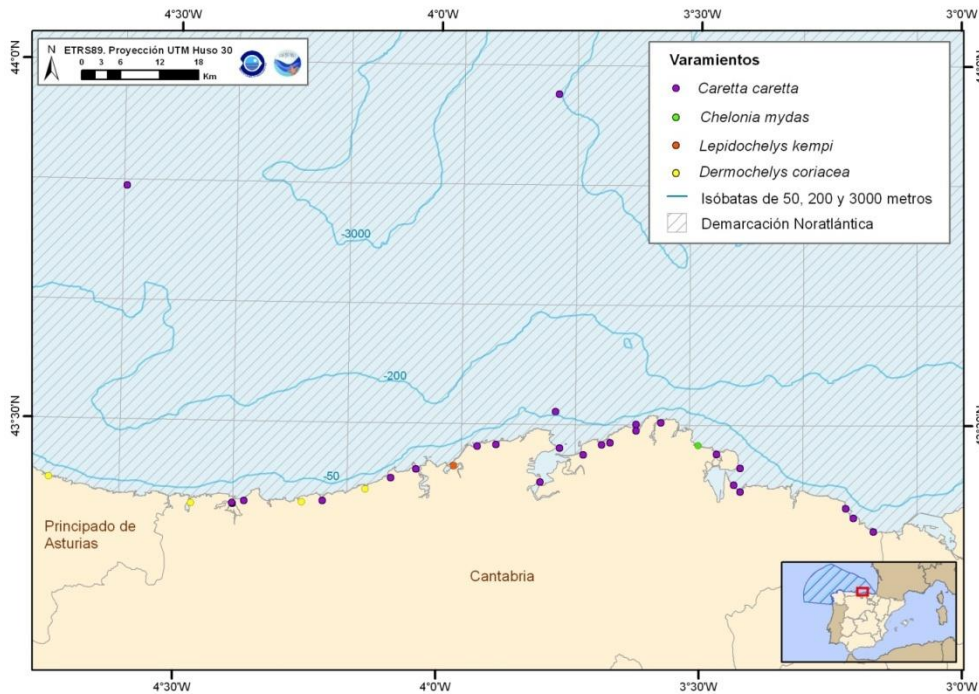 4°30'W 4°0'W 3°30'W 3°0'W
44°0'N
N ETRS89. Proyección UTM Huso 30
0 3 6 12 18
Km
Varamientos
Caretta caretta
Chelonia mydas
Lepidochelys kempi
Dermochelys coriacea
Isóbatas de 50, 200 y 3000 metros
Demarcación Noratlántica
-3000
-200
43°30'N
-50
Principado de
Asturias
Cantabria
4°30'W 4°0'W 3°30'W 3°0'W